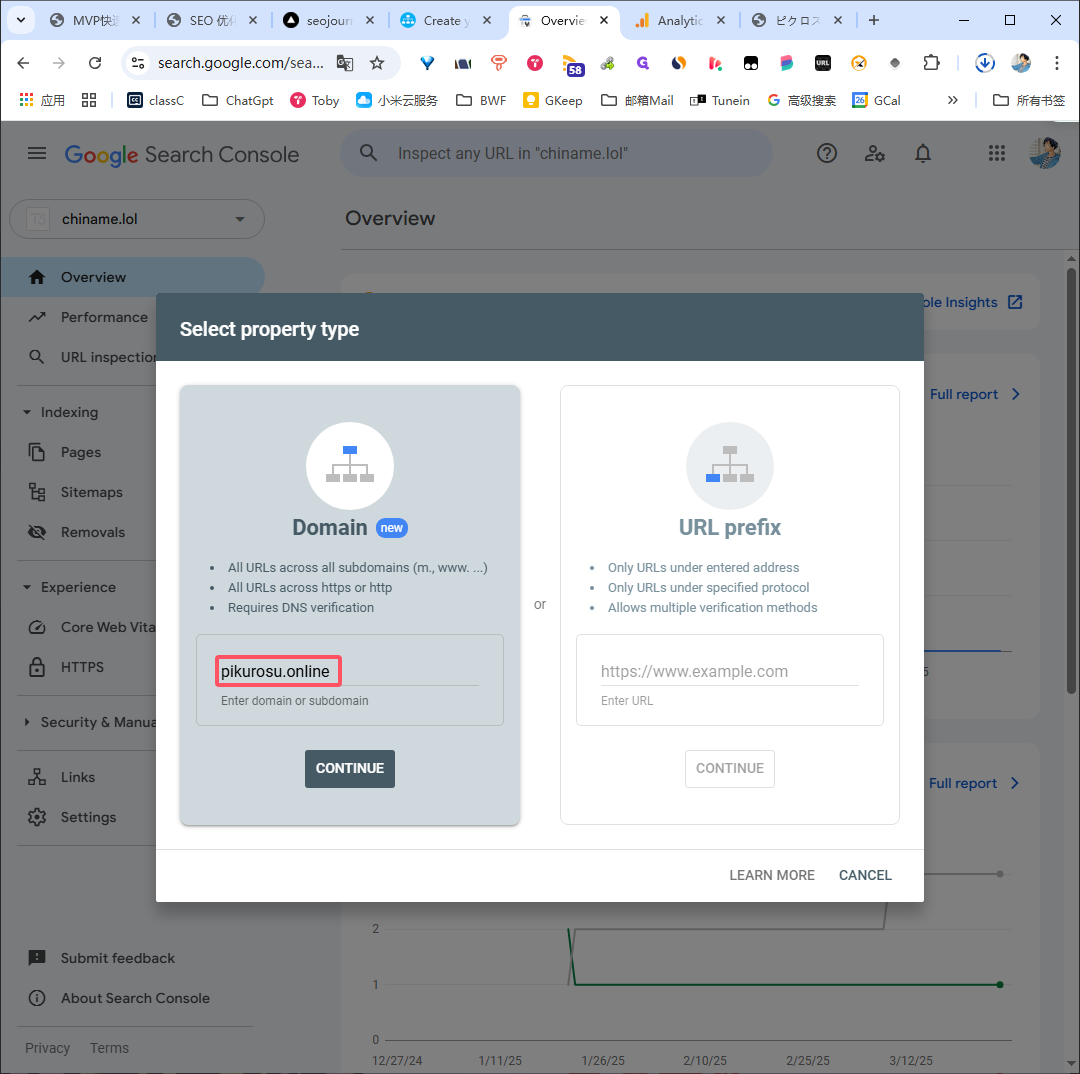 MVP快速
SEO 优化
seojourn
Create y
Overvie
Analytic
ピクロス
search.google.com/sea...
58
URL
应用
classC
ChatGpt
Toby
小米云服务
BWF
GKeep
邮箱Mail
Tunein
高级搜索
26
GCal
所有书签
Google Search Console
Inspect any URL in "chiname.lol"
T3
chiname.lol
Overview
Overview
Performance
URL inspection
Indexing
Pages
Sitemaps
Removals
Experience
Core Web Vita
HTTPS
Security & Manua
Links
Settings
Submit feedback
About Search Console
Privacy
Terms
ole Insights
Full report
5
Full report
Select property type
Domain new
All URLs across all subdomains (m., www. ...)
All URLs across https or http
Requires DNS verification
pikurosu.online
Enter domain or subdomain
CONTINUE
or
URL prefix
Only URLs under entered address
Only URLs under specified protocol
Allows multiple verification methods
https://www.example.com
Enter URL
CONTINUE
LEARN MORE
CANCEL
2
1
0
12/27/24
1/11/25
1/26/25
2/10/25
2/25/25
3/12/25